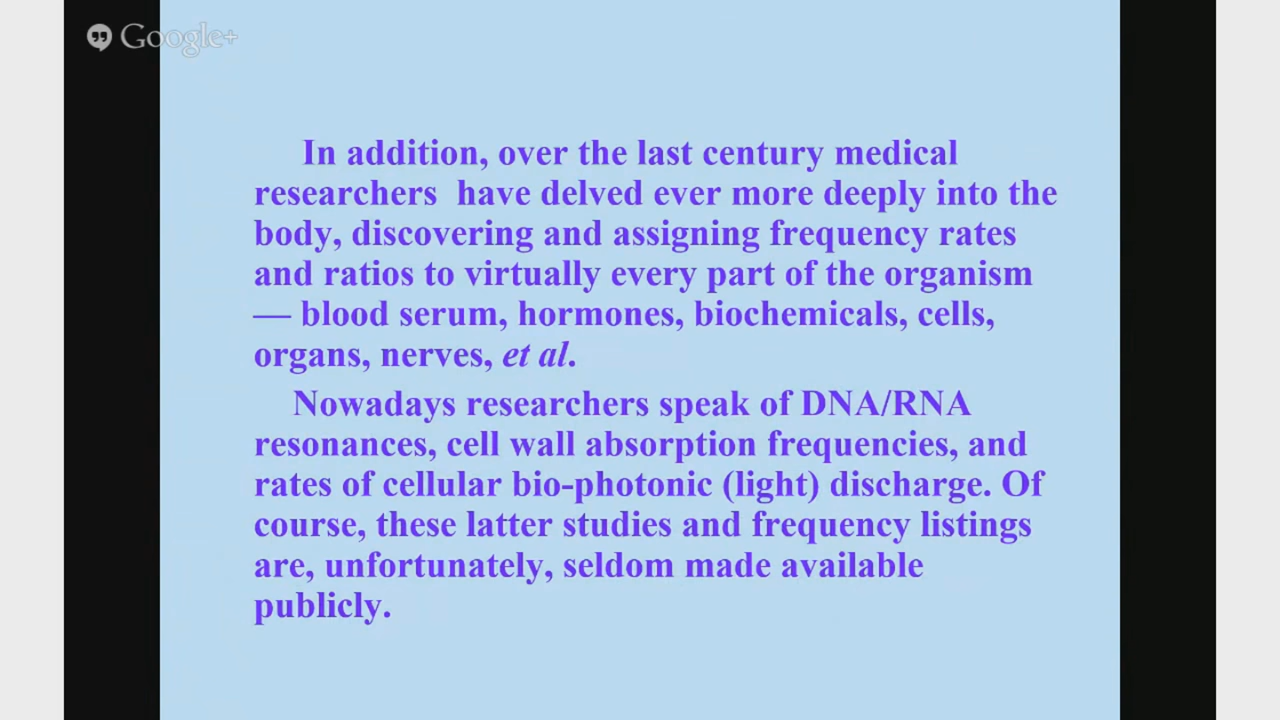 Google+
In addition, over the last century medical
researchers have delved ever more deeply into the
body, discovering and assigning frequency rates
and ratios to virtually every part of the organism
— blood serum, hormones, biochemicals, cells,
organs, nerves, et al.
Nowadays researchers speak of DNA/RNA
resonances, cell wall absorption frequencies, and
rates of cellular bio-photonic (light) discharge. Of
course, these latter studies and frequency listings
are, unfortunately, seldom made available
publicly.